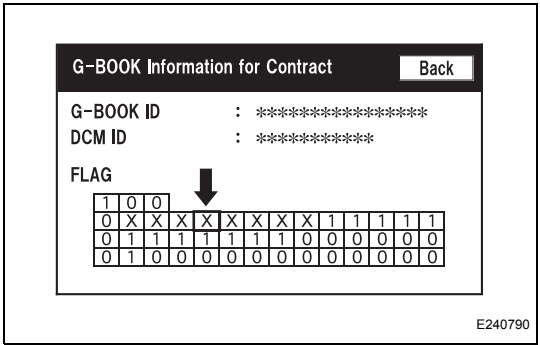 G-BOOK Information for Contract Back
G-BOOK ID : ****************
DCM ID : ***********
FLAG
1 0 0
0 X X X X X X X X 1 1 1 1 1
0 1 1 1 1 1 1 1 0 0 0 0 0 0
0 1 0 0 0 0 0 0 0 0 0 0 0 0
E240790